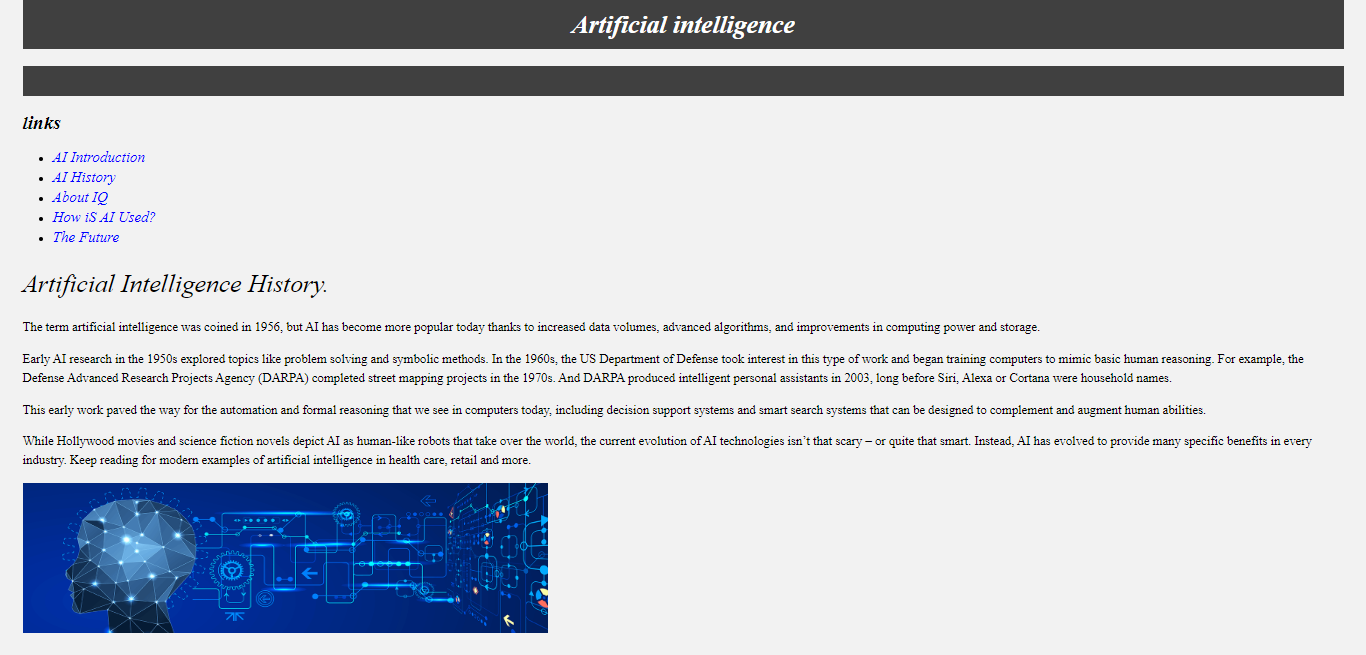 Artificial intelligence
links
AI Introduction
AI History
About IQ
How iS AI Used?
The Future
Artificial Intelligence History.
The term artificial intelligence was coined in 1956, but AI has become more popular today thanks to increased data volumes, advanced algorithms, and improvements in computing power and storage.
Early AI research in the 1950s explored topics like problem solving and symbolic methods. In the 1960s, the US Department of Defense took interest in this type of work and began training computers to mimic basic human reasoning. For example, the
Defense Advanced Research Projects Agency (DARPA) completed street mapping projects in the 1970s. And DARPA produced intelligent personal assistants in 2003, long before Siri, Alexa or Cortana were household names.
This early work paved the way for the automation and formal reasoning that we see in computers today, including decision support systems and smart search systems that can be designed to complement and augment human abilities.
While Hollywood movies and science fiction novels depict AI as human-like robots that take over the world, the current evolution of AI technologies isn’t that scary – or quite that smart. Instead, AI has evolved to provide many specific benefits in every
industry. Keep reading for modern examples of artificial intelligence in health care, retail and more.